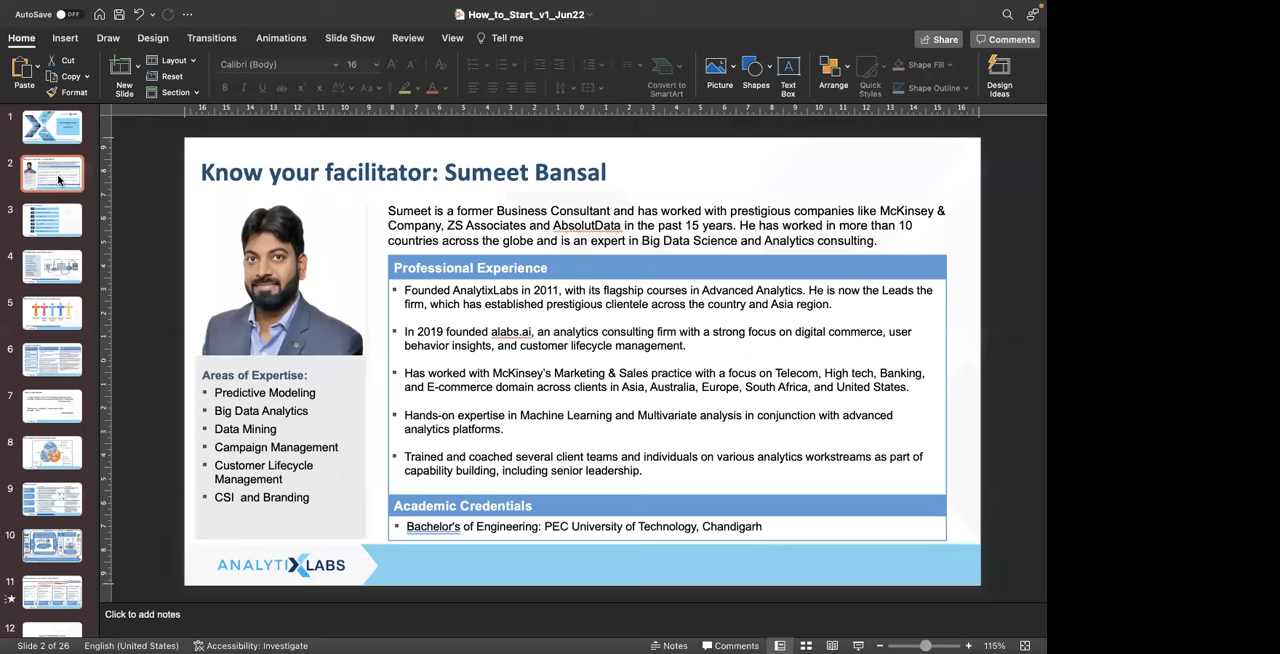 AutoSave OFF
How_to_Start_v1_Jun22
Home Insert Draw Design Transitions Animations Slide Show Review View Tell me
Share Comments
Paste Cut Copy Format
New Slide
Layout Reset Section
Calibri (Body) 16
Convert to SmartArt
Picture Shapes Text Box Arrange Quick Styles
Shape Fill
Shape Outline
Design Ideas
Know your facilitator: Sumeet Bansal
Sumeet is a former Business Consultant and has worked with prestigious companies like McKinsey &
Company, ZS Associates and AbsolutData in the past 15 years. He has worked in more than 10
countries across the globe and is an expert in Big Data Science and Analytics consulting.
Professional Experience
Founded AnalytixLabs in 2011, with its flagship courses in Advanced Analytics. He is now the Leads the
firm, which has established prestigious clientele across the country and Asia region.
In 2019 founded alabs.ai, an analytics consulting firm with a strong focus on digital commerce, user
behavior insights, and customer lifecycle management.
Has worked with McKinsey's Marketing & Sales practice with a focus on Telecom, High tech, Banking,
and E-commerce domain across clients in Asia, Australia, Europe, South Africa, and United States.
Hands-on expertise in Machine Learning and Multivariate analysis in conjunction with advanced
analytics platforms.
Trained and coached several client teams and individuals on various analytics workstreams as part of
capability building, including senior leadership.
Academic Credentials
Bachelor's of Engineering: PEC University of Technology, Chandigarh
Areas of Expertise:
Predictive Modeling
Big Data Analytics
Data Mining
Campaign Management
Customer Lifecycle
Management
CSI and Branding
ANALYTIXLABS
1
2
3
4
5
6
7
8
9
10
11
12
Click to add notes
Slide 2 of 26 English (United States) Accessibility: Investigate Notes Comments 115%